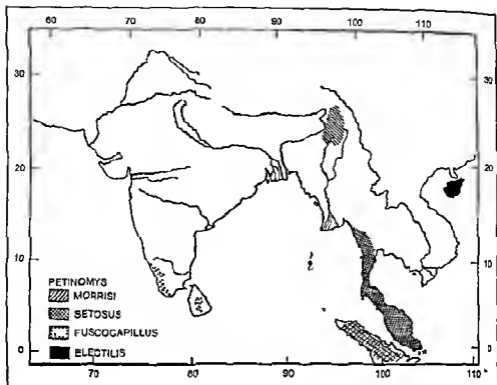 60 70 80 90 100 110
30 30
20 20
10 10
PETINOMYS
MORRISI
SETOSUS
FUSCOCAPILLUS
ELECTILIS
0 0
70 80 90 100 110